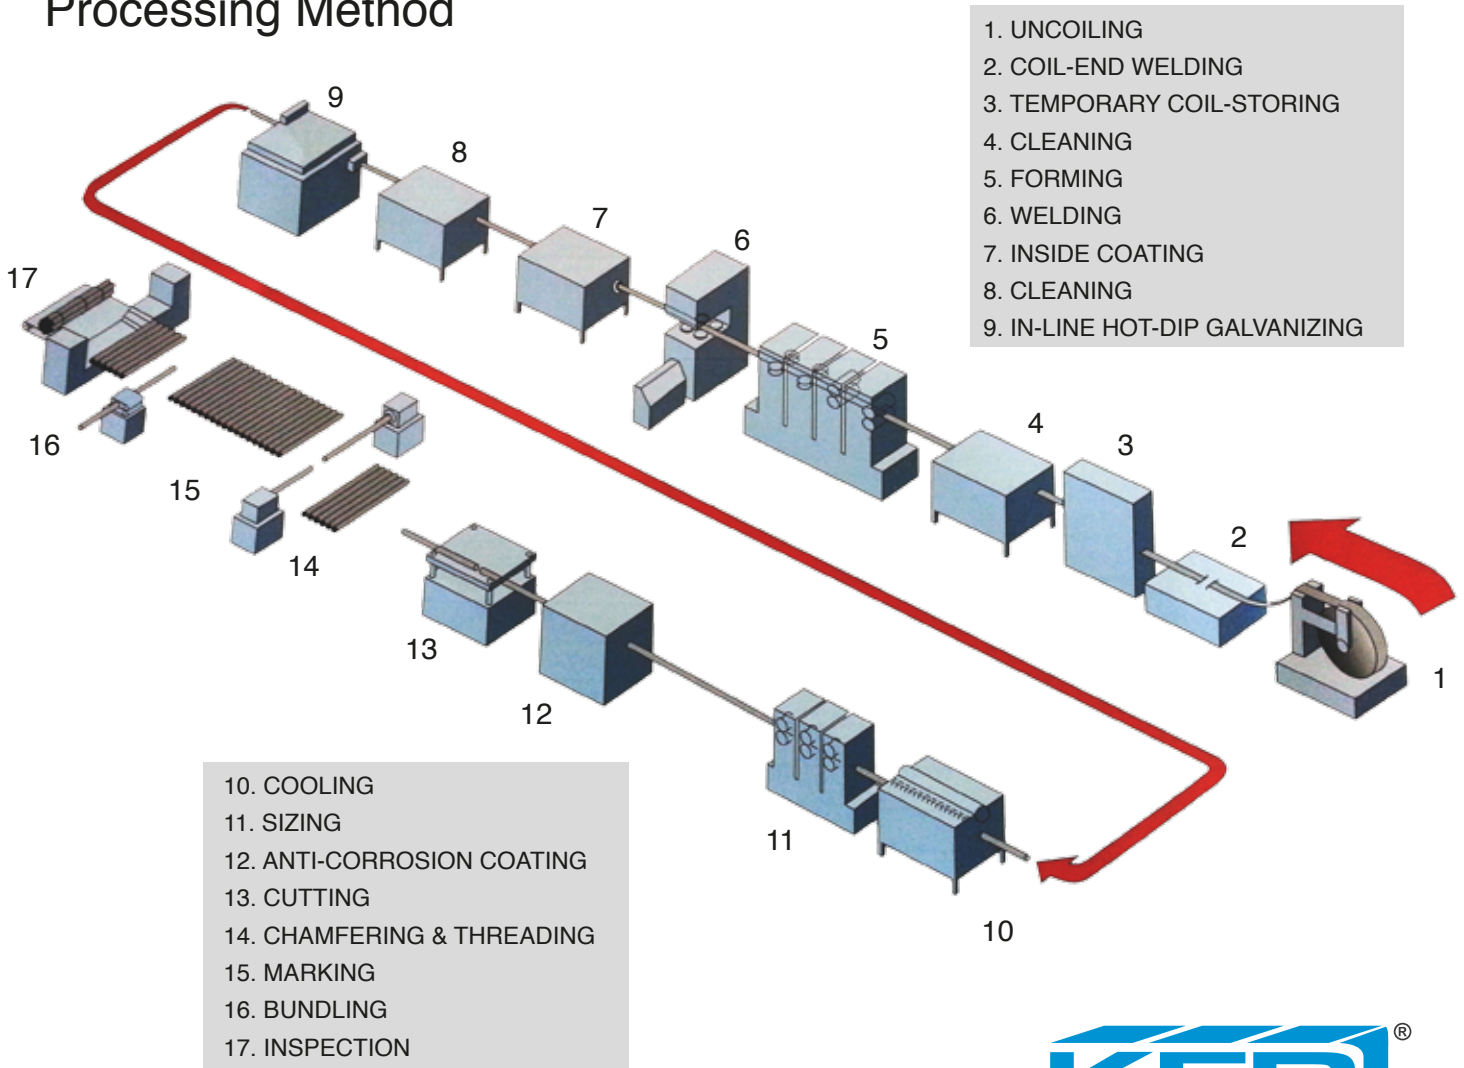 Processing Method
1. UNCOILING
2. COIL-END WELDING
3. TEMPORARY COIL-STORING
4. CLEANING
5. FORMING
6. WELDING
7. INSIDE COATING
8. CLEANING
9. IN-LINE HOT-DIP GALVANIZING
9
8
7
6
5
4
3
2
1
17
16
15
14
13
12
11
10
10. COOLING
11. SIZING
12. ANTI-CORROSION COATING
13. CUTTING
14. CHAMFERING & THREADING
15. MARKING
16. BUNDLING
17. INSPECTION
®